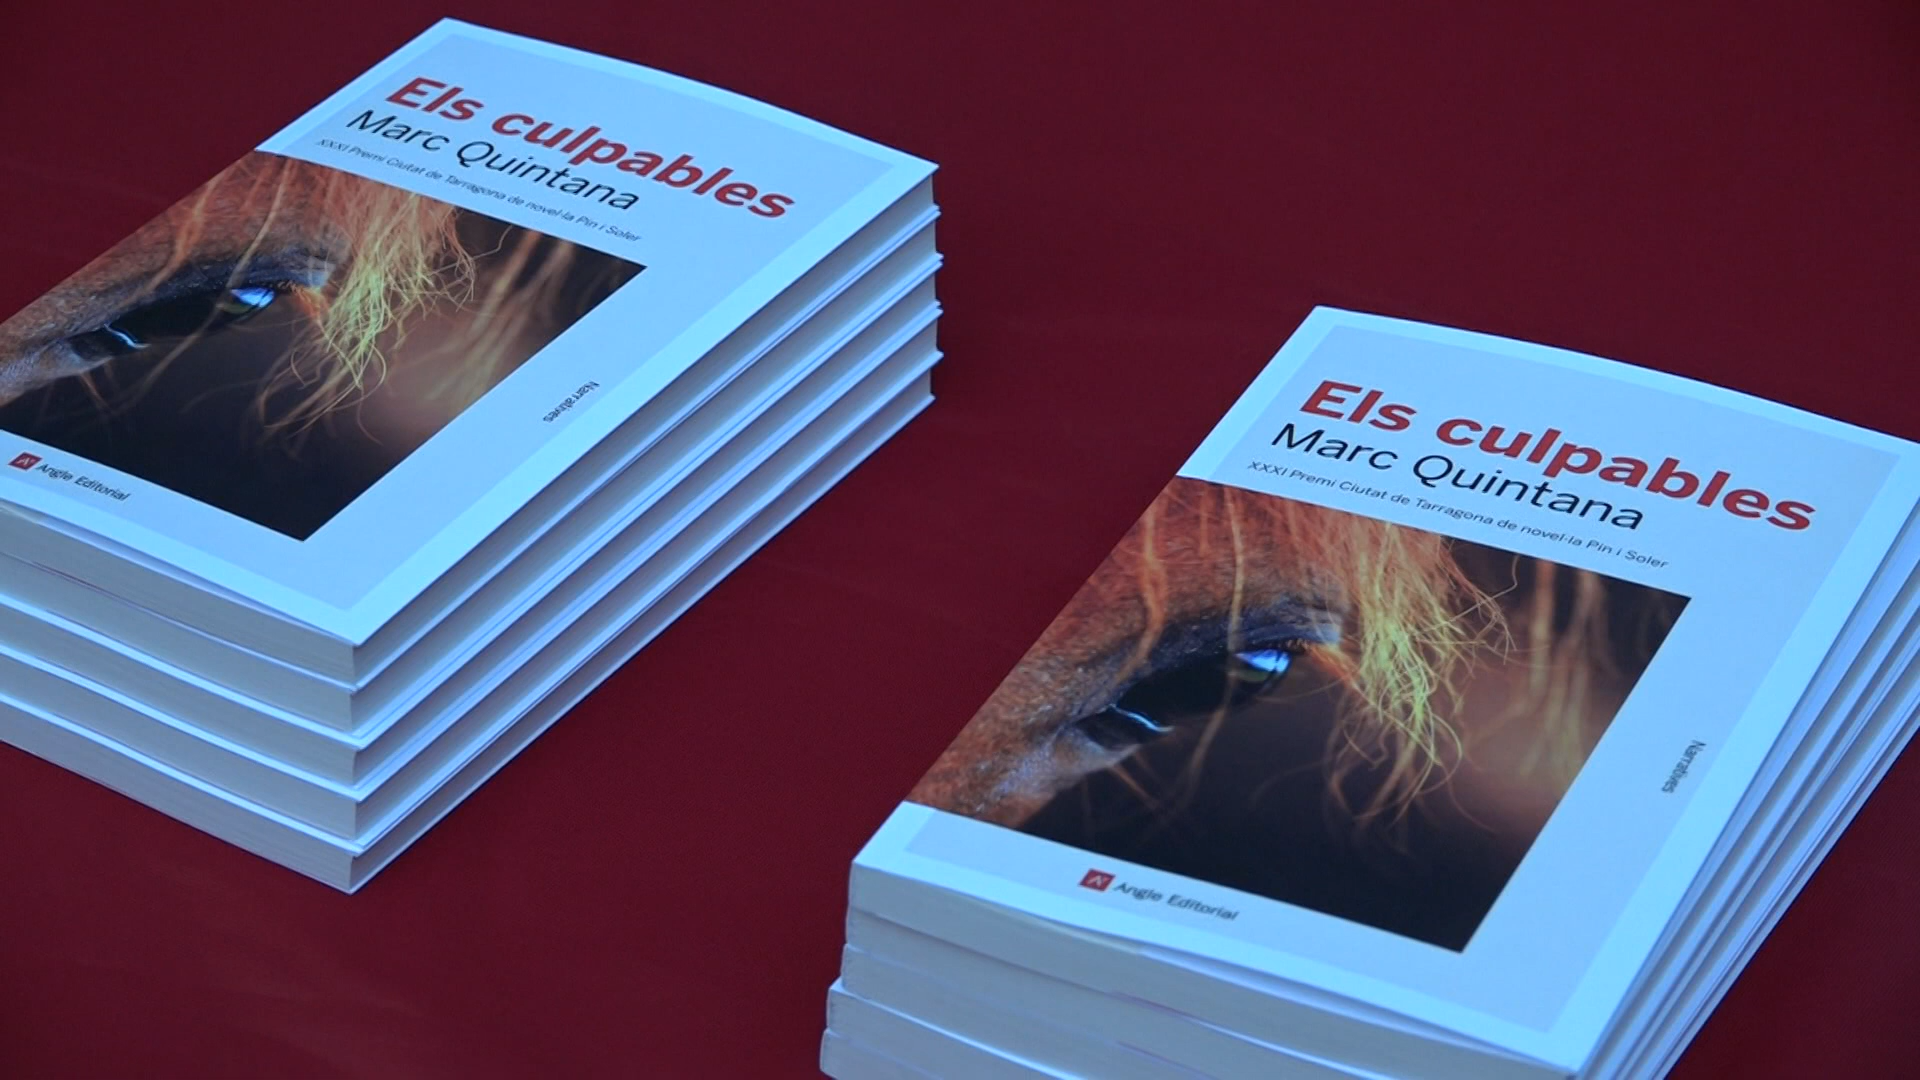 Els culpables
Marc Quintana
XXXI Premi Ciutat de Tarragona de novel·la Pin i Soler
Narratives
Angle Editorial
Els culpables
Marc Quintana
XXXI Premi Ciutat de Tarragona de novel·la Pin i Soler
Narratives
Angle Editorial